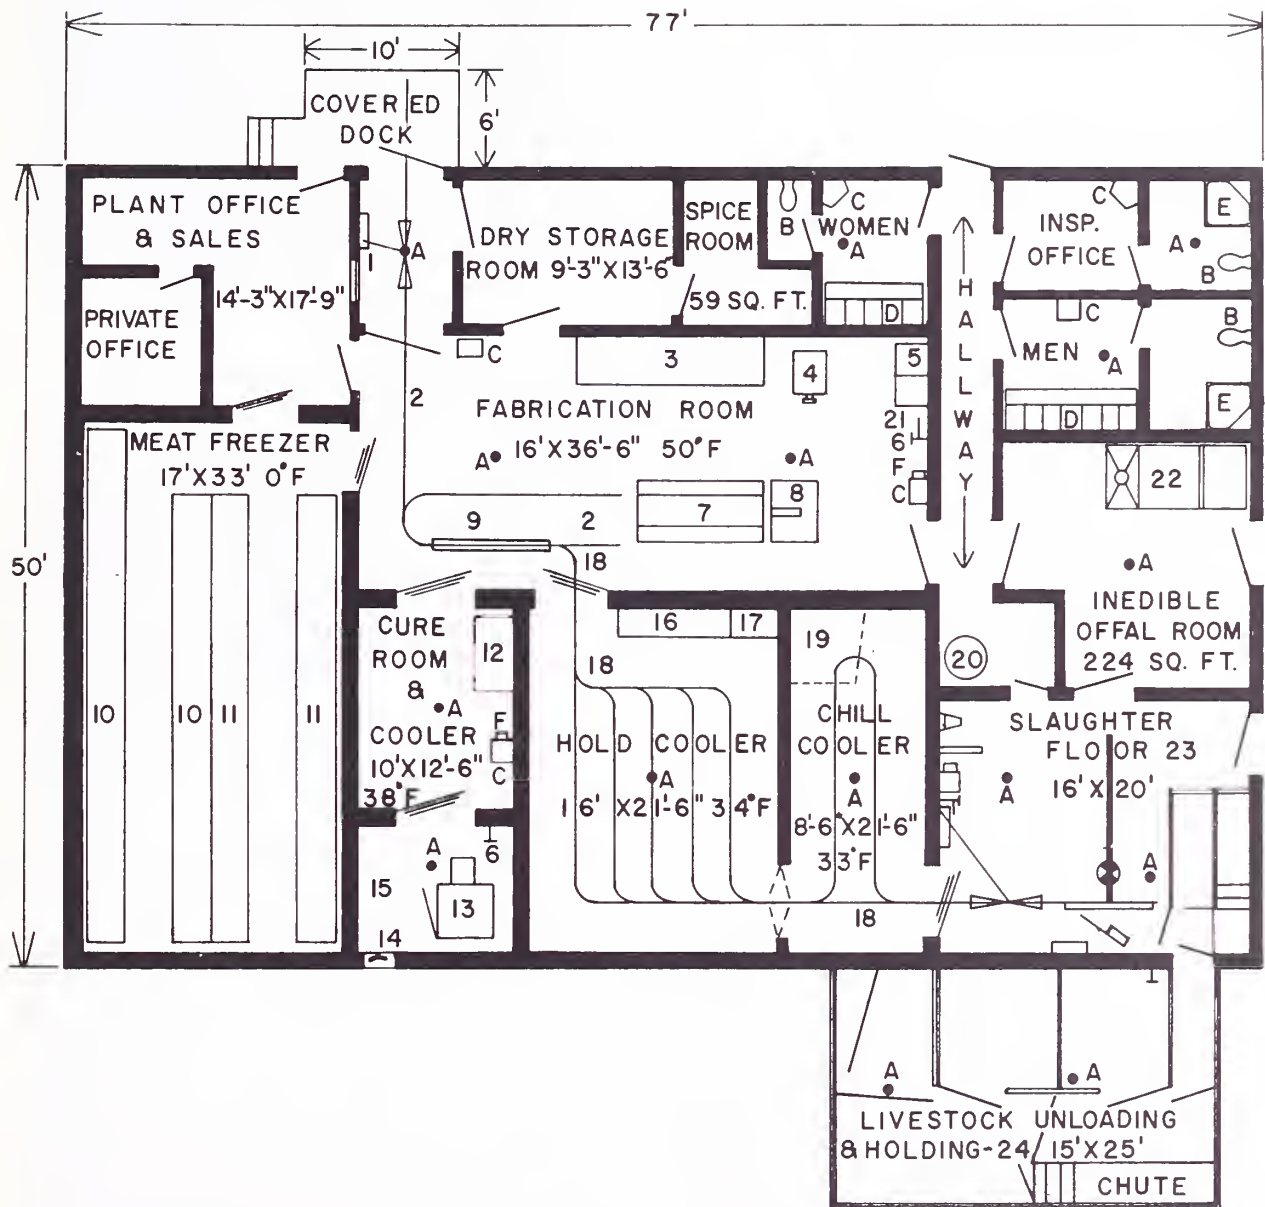 77'
10'
COVERED
DOCK
6'
PLANT OFFICE
& SALES
1
A
DRY STORAGE
ROOM 9'-3"X13'-6"
SPICE
ROOM
B
C
WOMEN
A
INSP.
OFFICE
C
E
A
B
14'-3"X17'-9"
59 SQ. FT.
D
HALLWAY
PRIVATE
OFFICE
C
MEN
A
B
C
3
4
5
2
FABRICATION ROOM
16'X36'-6" 50°F
21
6
F
C
D
E
MEAT FREEZER
17'X33' 0°F
A
A
22
9
2
7
8
18
50'
A
INEDIBLE
OFFAL ROOM
224 SQ. FT.
CURE
ROOM
&
COOLER
10'X12'-6"
38°F
12
A
F
C
16
17
18
19
20
10
10
11
11
HOLD COOLER
A
16' X21'-6" 34°F
CHILL
COOLER
A
8'-6"X21'-6"
33°F
SLAUGHTER
FLOOR 23
16'X20'
A
A
6
A
15
13
14
18
A
A
LIVESTOCK UNLOADING
& HOLDING-24 15'X25'
CHUTE